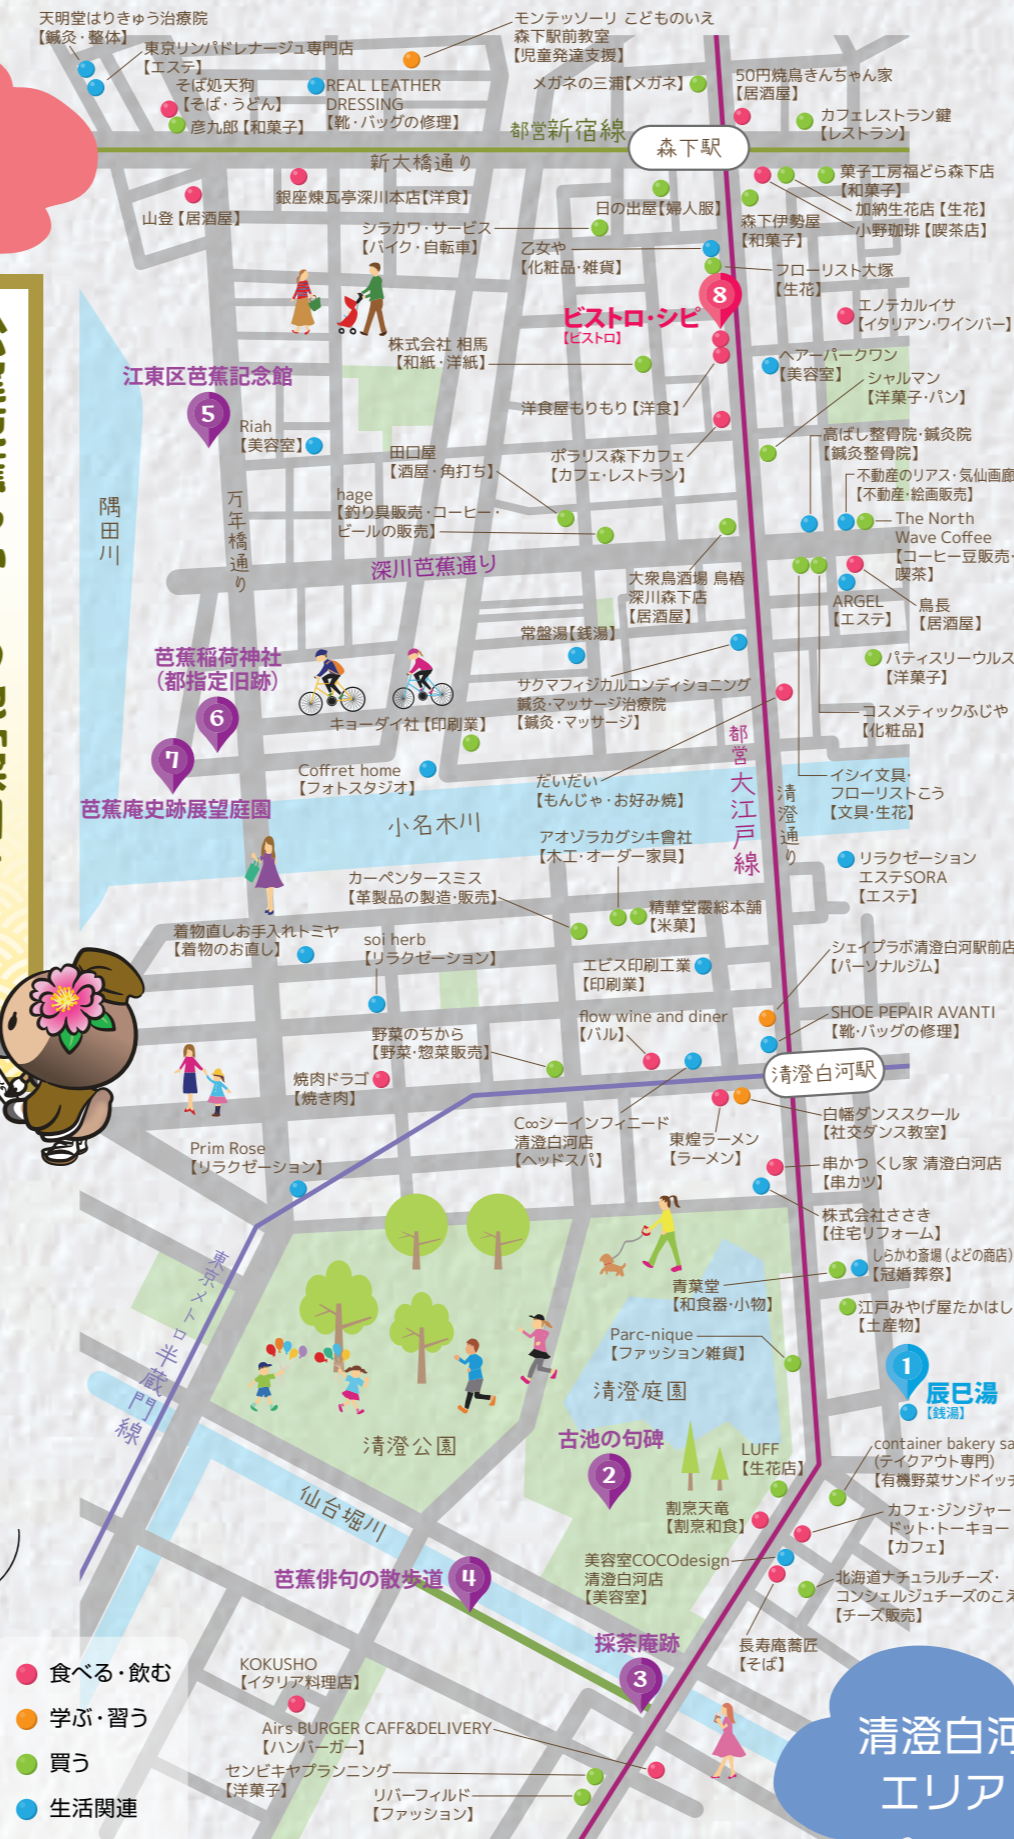 天明堂はりきゅう治療院
【鍼灸・整体】
東京リンパドレナージュ専門店
【エステ】
そば処天狗
【そば・うどん】
彦九郎【和菓子】
REAL LEATHER
DRESSING
【靴・バッグの修理】
モンテッソーリ こどものいえ
森下駅前教室
【児童発達支援】
メガネの三浦【メガネ】
50円焼鳥きんちゃん家
【居酒屋】
カフェレストラン鍵
【レストラン】
都営新宿線
森下駅
新大橋通り
山登【居酒屋】
銀座煉瓦亭深川本店【洋食】
菓子工房福どら森下店
【和菓子】
加納生花店【生花】
小野珈琲【喫茶店】
日の出屋【婦人服】
森下伊勢屋
【和菓子】
シラカワ・サービス
【バイク・自転車】
乙女や
【化粧品・雑貨】
フローリスト大塚
【生花】
8
ビストロ・シピ
【ビストロ】
エノテカルイサ
【イタリアン・ワインバー】
株式会社 相馬
【和紙・洋紙】
ヘアーパークワン
【美容室】
シャルマン
【洋菓子・パン】
江東区芭蕉記念館
5
洋食屋もりもり【洋食】
Riah
【美容室】
田口屋
【酒屋・角打ち】
ポラリス森下カフェ
【カフェ・レストラン】
高ばし整骨院・鍼灸院
【鍼灸整骨院】
不動産のリアス・気仙画廊
【不動産・絵画販売】
hage
【釣り具販売・コーヒー・
ビールの販売】
The North
Wave Coffee
【コーヒー豆販売・
喫茶】
隅田川
万年橋通り
深川芭蕉通り
大衆鳥酒場 鳥椿
深川森下店
【居酒屋】
ARGEL
【エステ】
鳥長
【居酒屋】
常盤湯【銭湯】
芭蕉稲荷神社
（都指定旧跡）
6
パティスリーウルス
【洋菓子】
サクマフィジカルコンディショニング
鍼灸・マッサージ治療院
【鍼灸・マッサージ】
キョーダイ社【印刷業】
コスメティックふじや
【化粧品】
7
芭蕉庵史跡展望庭園
Coffret home
【フォトスタジオ】
だいだい
【もんじゃ・お好み焼】
都営大江戸線
清澄通り
イシイ文具・
フローリストこう
【文具・生花】
小名木川
アオゾラカグシキ會社
【木工・オーダー家具】
リラクゼーション
エステSORA
【エステ】
カーペンタースミス
【革製品の製造・販売】
精華堂霰総本舗
【米菓】
着物直しお手入れトミヤ
【着物のお直し】
soi herb
【リラクゼーション】
エビス印刷工業
【印刷業】
シェイプラボ清澄白河駅前店
【パーソナルジム】
flow wine and diner
【バル】
SHOE PEPAIR AVANTI
【靴・バッグの修理】
野菜のちから
【野菜・惣菜販売】
焼肉ドラゴ
【焼き肉】
清澄白河駅
C∞シーインフィニード
清澄白河店
【ヘッドスパ】
東煌ラーメン
【ラーメン】
白幡ダンススクール
【社交ダンス教室】
Prim Rose
【リラクゼーション】
串かつ くし家 清澄白河店
【串カツ】
株式会社ささき
【住宅リフォーム】
しらかわ斎場（よどの商店）
【冠婚葬祭】
東京メトロ半蔵門線
青葉堂
【和食器・小物】
江戸みやげ屋たかはし
【土産物】
Parc-nique
【ファッション雑貨】
1
辰巳湯
【銭湯】
清澄庭園
清澄公園
古池の句碑
2
LUFF
【生花店】
container bakery sa
(テイクアウト専門)
【有機野菜サンドイッチ
仙台堀川
割烹天竜
【割烹和食】
カフェ・ジンジャー
ドット・トーキョー
【カフェ】
美容室COCOdesign
清澄白河店
【美容室】
芭蕉俳句の散歩道
4
北海道ナチュラルチーズ・
コンシェルジュチーズのこえ
【チーズ販売】
採茶庵跡
3
長寿庵蕎匠
【そば】
KOKUSHO
【イタリア料理店】
Airs BURGER CAFF&DELIVERY
【ハンバーガー】
センビキヤプランニング
【洋菓子】
リバーフィルド
【ファッション】
食べる・飲む
学ぶ・習う
買う
生活関連
清澄白河
エリア